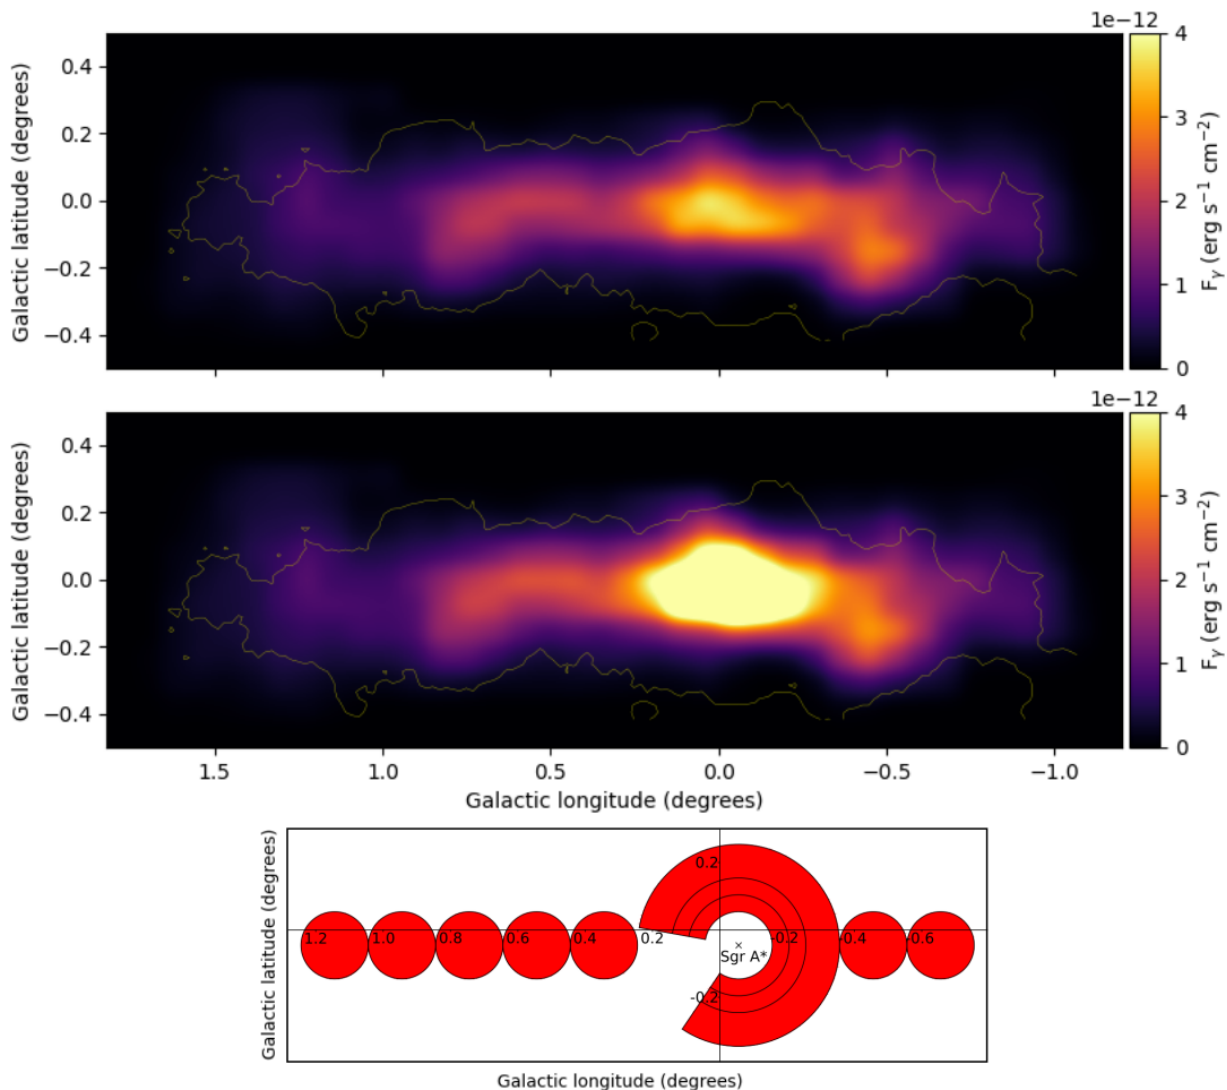 1e−12
Galactic latitude (degrees)
0.4
0.2
0.0
−0.2
−0.4
4
3
2
1
0
Fγ (erg s⁻¹ cm⁻²)
1e−12
Galactic latitude (degrees)
0.4
0.2
0.0
−0.2
−0.4
4
3
2
1
0
Fγ (erg s⁻¹ cm⁻²)
1.5 1.0 0.5 0.0 −0.5 −1.0
Galactic longitude (degrees)
Galactic latitude (degrees)
0.2
1.2 1.0 0.8 0.6 0.4 0.2 -0.2 -0.4 -0.6
Sgr A*
-0.2
Galactic longitude (degrees)